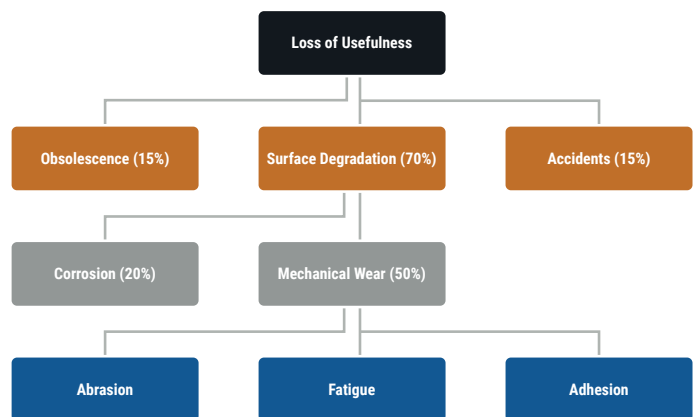 Loss of Usefulness
Obsolescence (15%)
Surface Degradation (70%)
Accidents (15%)
Corrosion (20%)
Mechanical Wear (50%)
Abrasion
Fatigue
Adhesion